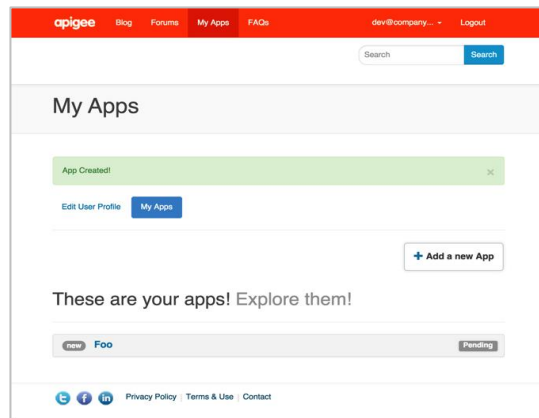 apigee Blog Forums My Apps FAQs dev@company... Logout
Search Search
My Apps
App Created! ×
Edit User Profile My Apps
+ Add a new App
These are your apps! Explore them!
new Foo Pending
Privacy Policy | Terms & Use | Contact